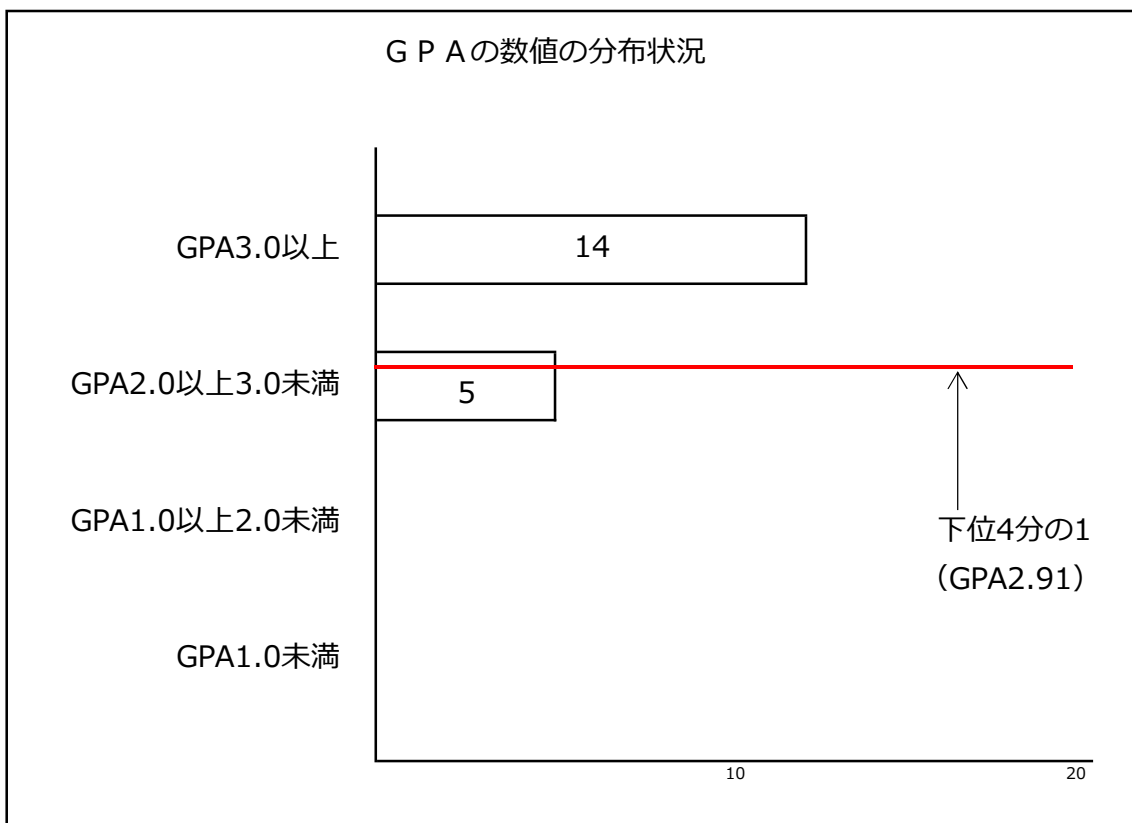 ＧＰＡの数値の分布状況
GPA3.0以上
14
GPA2.0以上3.0未満
5
GPA1.0以上2.0未満
下位4分の1
（GPA2.91）
GPA1.0未満
10
20